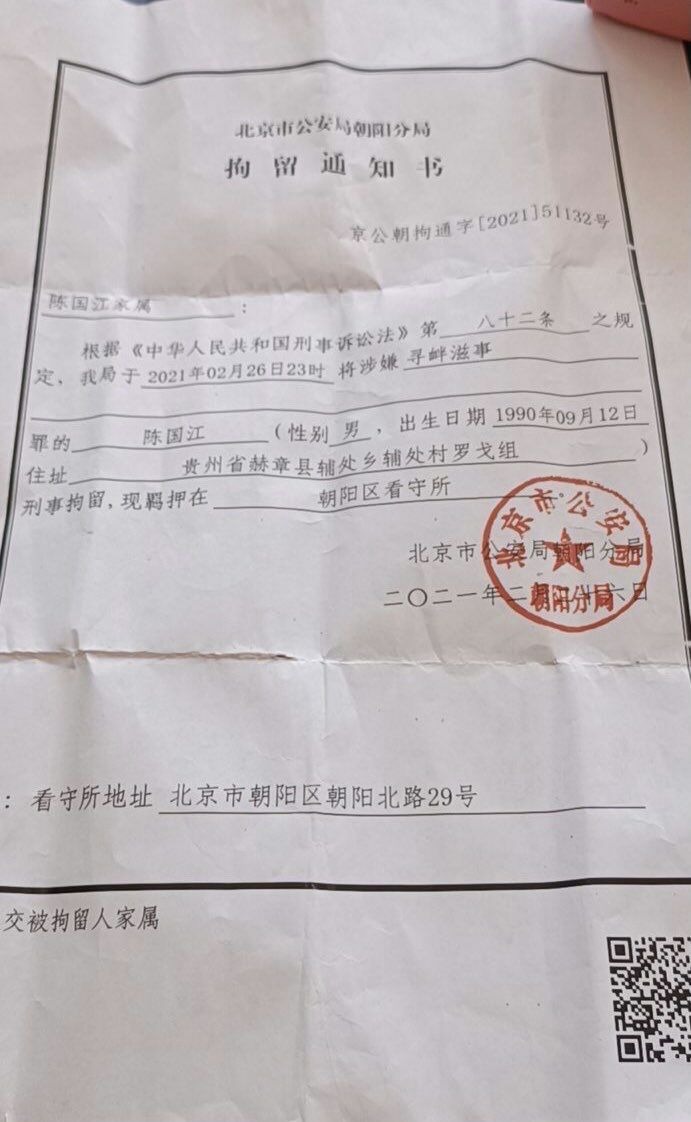 北京市公安局朝阳分局
拘留通知书
京公朝拘通字[2021]51132号
陈国江家属:
根据《中华人民共和国刑事诉讼法》第 八十二条 之规
定,我局于 2021年02月26日23时 将涉嫌 寻衅滋事
罪的 陈国江 (性别 男,出生日期 1990年09月12日
住址 贵州省赫章县辅处乡辅处村罗戈组 )
刑事拘留,现羁押在 朝阳区看守所。
北京市公安局朝阳分局
二〇二一年二月二十六日
北京市公安局
朝阳分局
:看守所地址 北京市朝阳区朝阳北路29号
交被拘留人家属